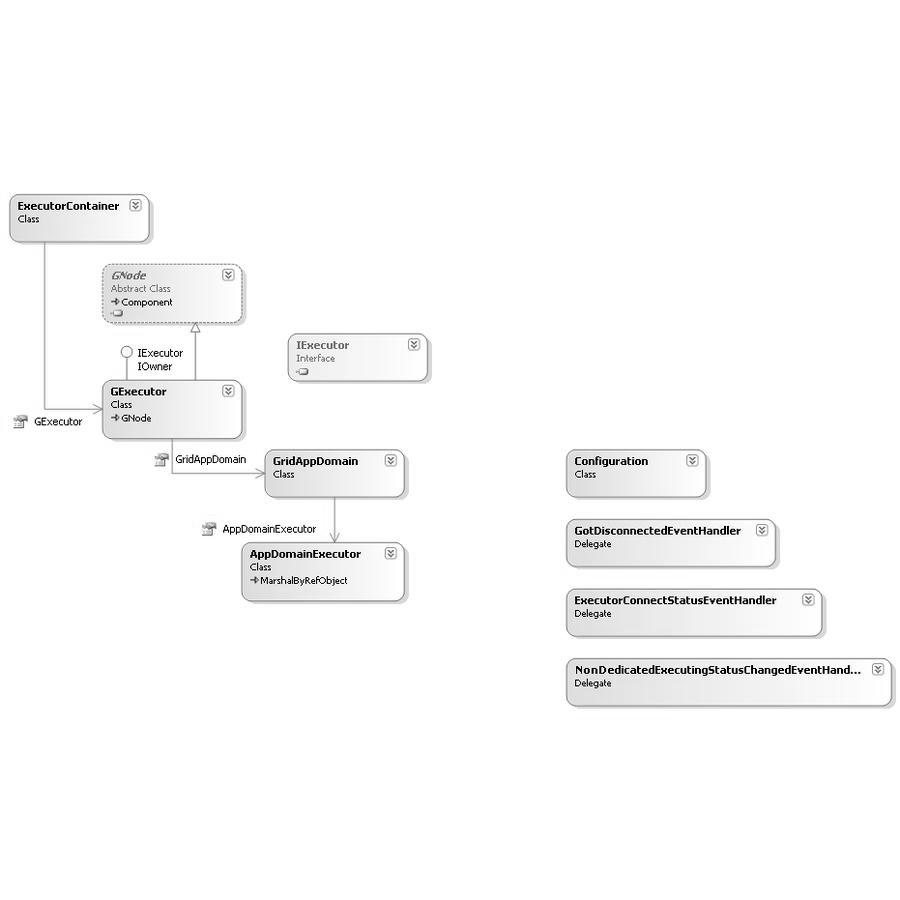 ExecutorContainer
Class
GNode
Abstract Class
Component
IExecutor
IOwner
IExecutor
Interface
GExecutor
Class
GNode
GExecutor
GridAppDomain
GridAppDomain
Class
AppDomainExecutor
AppDomainExecutor
Class
MarshalByRefObject
Configuration
Class
GotDisconnectedEventHandler
Delegate
ExecutorConnectStatusEventHandler
Delegate
NonDedicatedExecutingStatusChangedEventHand...
Delegate